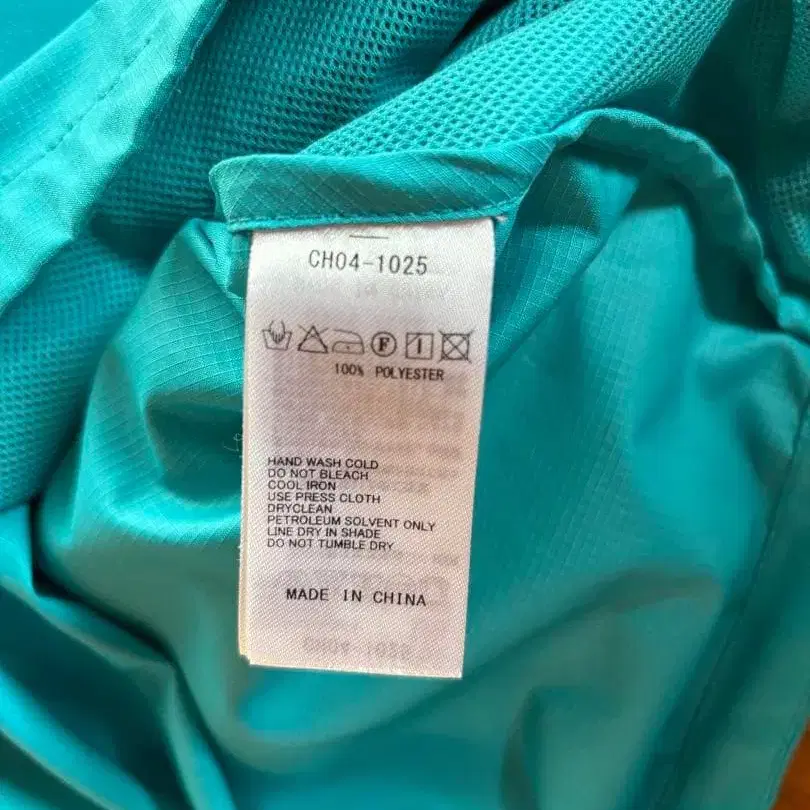 CH04-1025
F
100% POLYESTER
HAND WASH COLD
DO NOT BLEACH
COOL IRON
USE PRESS CLOTH
DRYCLEAN
PETROLEUM SOLVENT ONLY
LINE DRY IN SHADE
DO NOT TUMBLE DRY
MADE IN CHINA